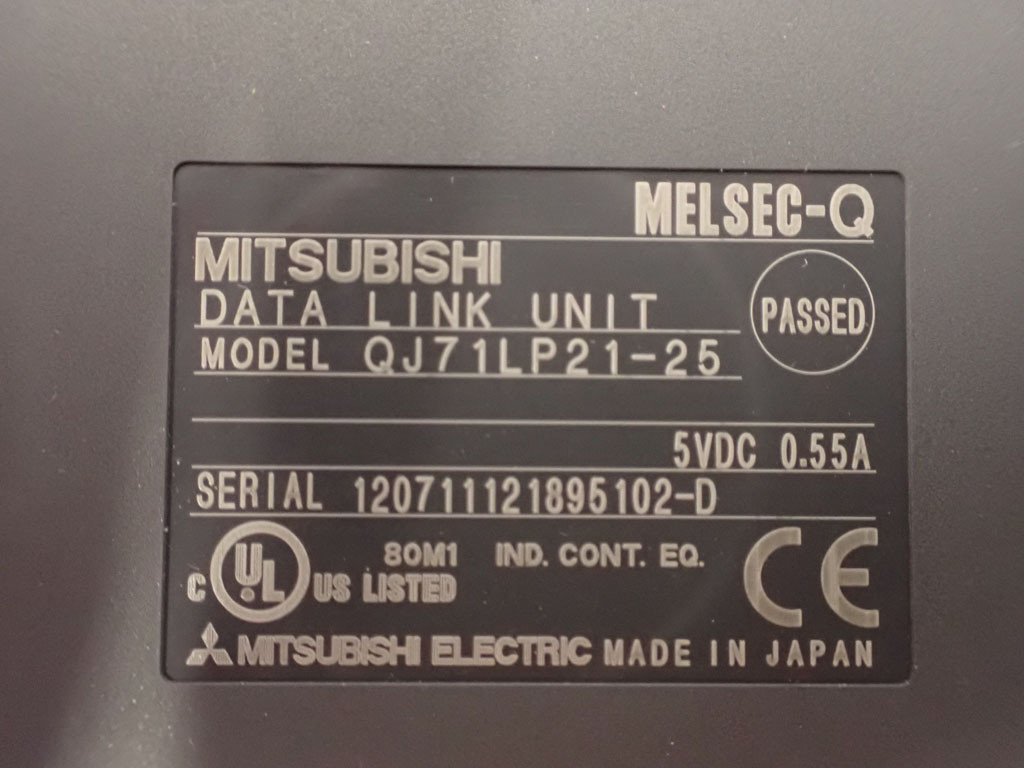 MELSEC-Q
MITSUBISHI
DATA LINK UNIT
PASSED
MODEL QJ71LP21-25
5VDC 0.55A
SERIAL 120711121895102-D
C UL US LISTED
80M1 IND. CONT. EQ.
CE
MITSUBISHI ELECTRIC MADE IN JAPAN